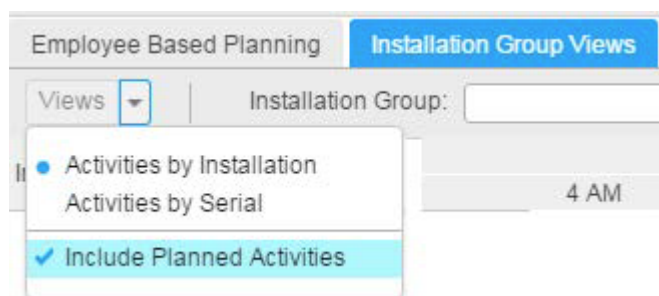 Employee Based Planning
Installation Group Views
Views
Installation Group:
Activities by Installation
Activities by Serial
4 AM
Include Planned Activities